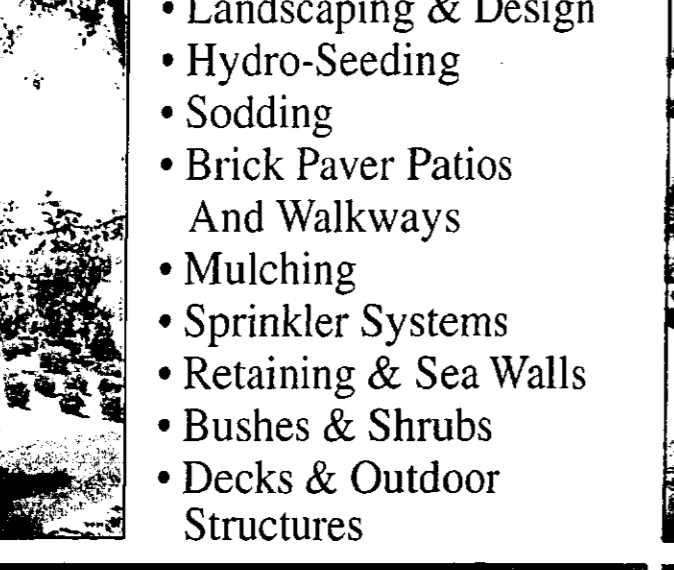 • Landscaping & Design
• Hydro-Seeding
• Sodding
• Brick Paver Patios
And Walkways
• Mulching
• Sprinkler Systems
• Retaining & Sea Walls
• Bushes & Shrubs
• Decks & Outdoor
Structures